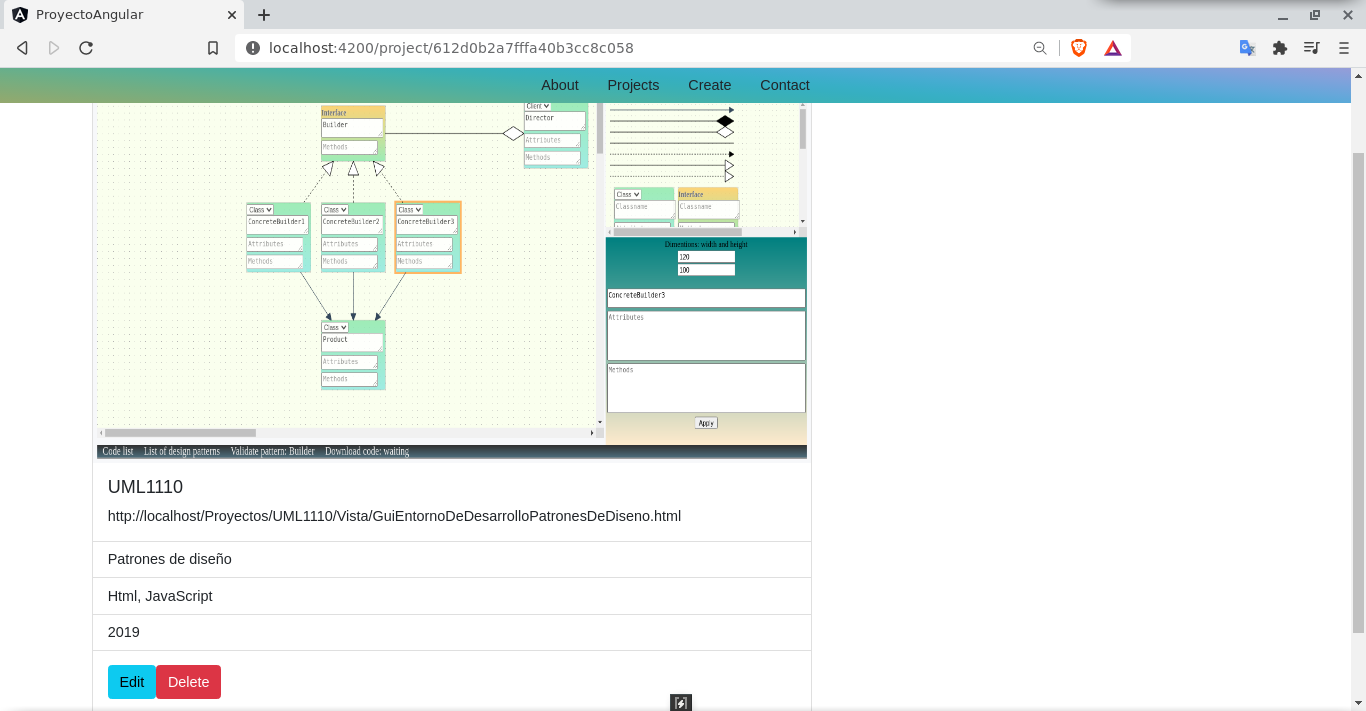 ProyectoAngular
localhost:4200/project/612d0b2a7fffa40b3cc8c058
About Projects Create Contact
Interface
Builder
Methods
Client
Director
Attributes
Methods
Class
ConcreteBuilder1
Attributes
Methods
Class
ConcreteBuilder2
Attributes
Methods
Class
ConcreteBuilder3
Attributes
Methods
Class
Product
Attributes
Methods
Class
Classname
Interface
Classname
Dimentions: width and height
120
100
ConcreteBuilder3
Attributes
Methods
Apply
Code list List of design patterns Validate pattern: Builder Download code: waiting
UML1110
http://localhost/Proyectos/UML1110/Vista/GuiEntornoDeDesarrolloPatronesDeDiseno.html
Patrones de diseño
Html, JavaScript
2019
Edit Delete